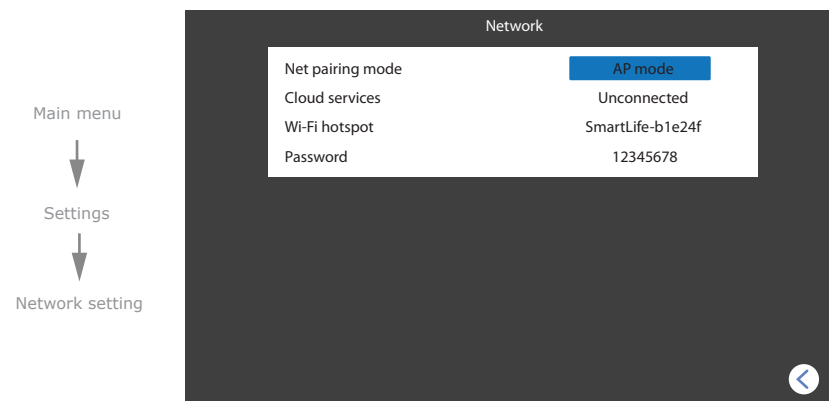 Main menu
Settings
Network setting
Network
Net pairing mode AP mode
Cloud services Unconnected
Wi-Fi hotspot SmartLife-b1e24f
Password 12345678